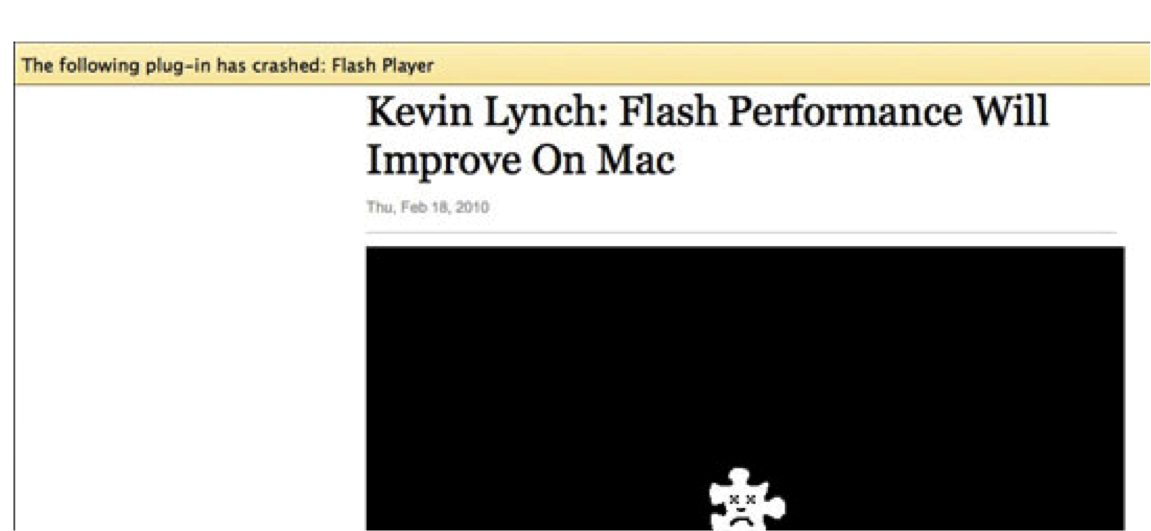 The following plug-in has crashed: Flash Player
Kevin Lynch: Flash Performance Will
Improve On Mac
Thu, Feb 18, 2010